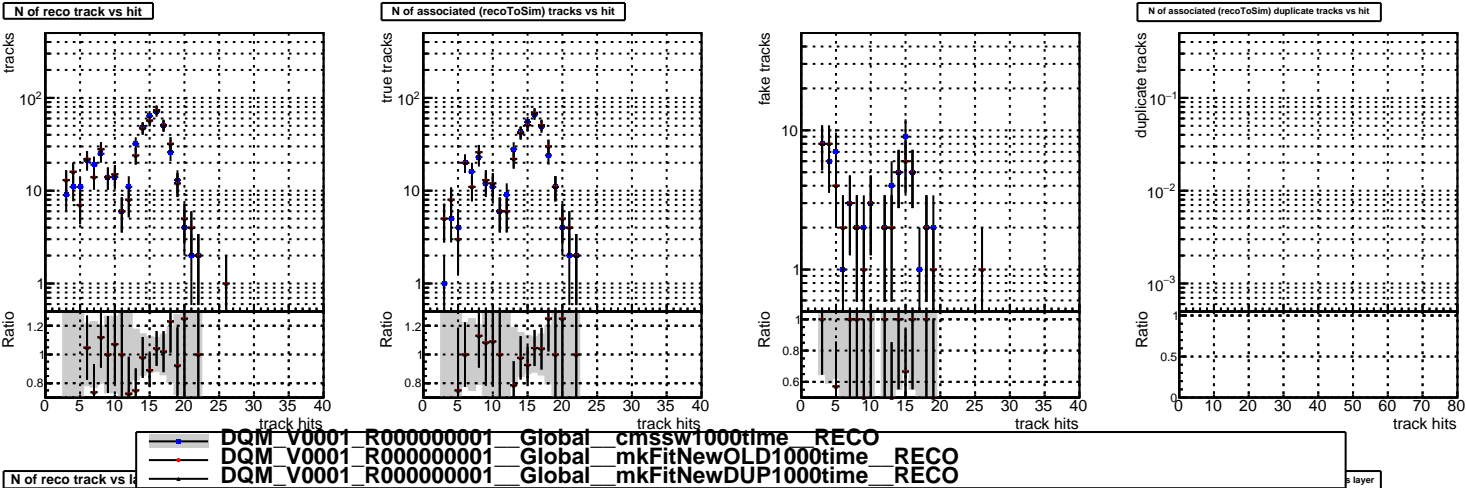 N of reco track vs hit
N of associated (recoToSim) tracks vs hit
N of associated (recoToSim) duplicate tracks vs hit
tracks
10²
10
1
Ratio
1.2
1
0.8
0 5 10 15 20 25 30 35 40
track hits
true tracks
10²
10
1
Ratio
1.2
1
0.8
0 5 10 15 20 25 30 35 40
track hits
fake tracks
10
1
Ratio
1
0.8
0.6
0 5 10 15 20 25 30 35 40
track hits
duplicate tracks
10⁻¹
10⁻²
10⁻³
Ratio
1
0.5
0
0 10 20 30 40 50 60 70 80
track hits
DQM_V0001_R000000001__Global__cmssw1000time__RECO
DQM_V0001_R000000001__Global__mkFitNewOLD1000time__RECO
DQM_V0001_R000000001__Global__mkFitNewDUP1000time__RECO
N of reco track vs
layer